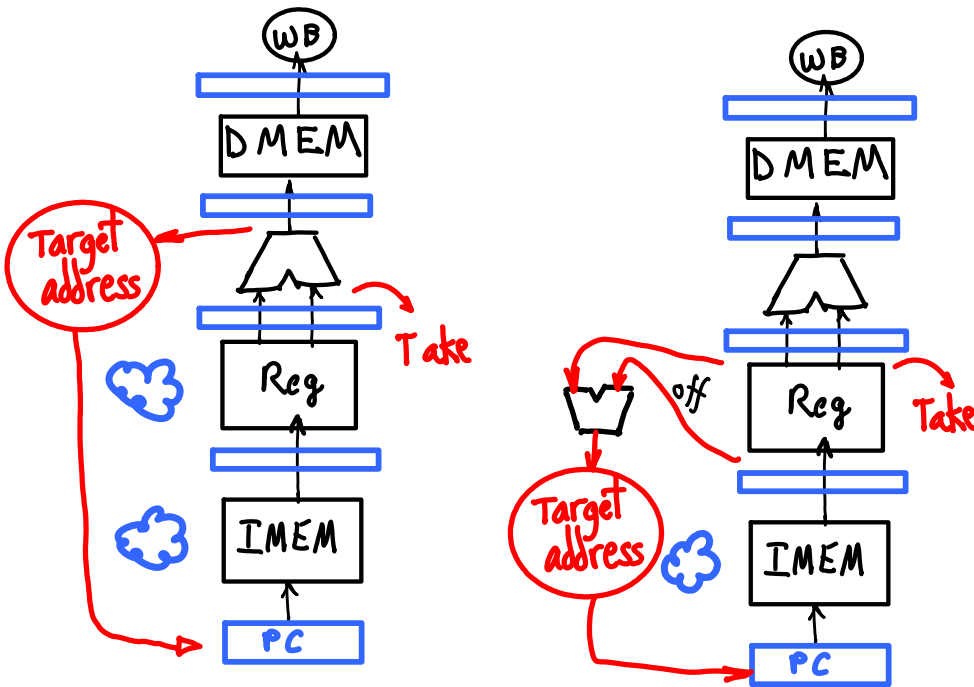 WB
DMEM
Target
address
Take
Reg
IMEM
PC
WB
DMEM
off
Reg
Take
Target
address
IMEM
PC